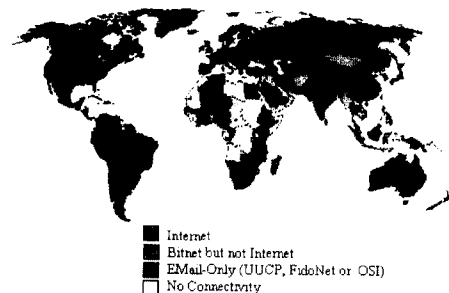 Internet
Bitnet but not Internet
EMail-Only (UUCP, FidoNet or OSI)
No Connectivity